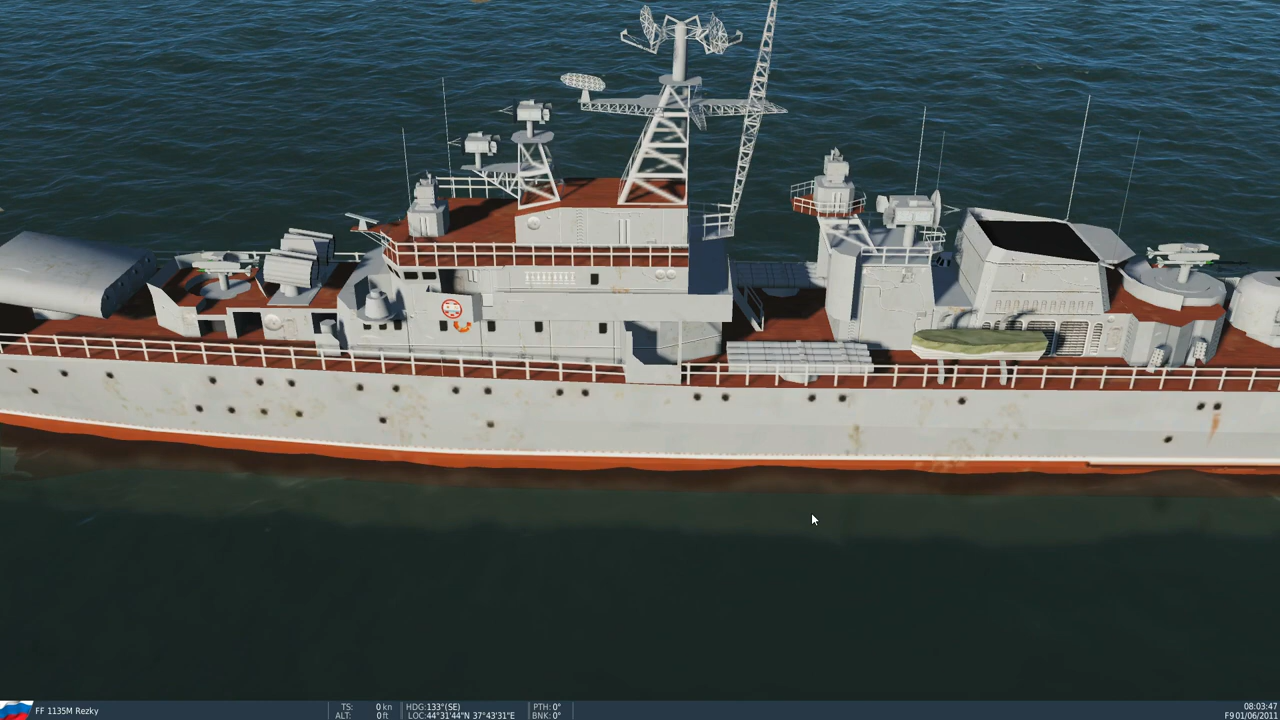 FF 1135M Rezky
TS: 0 kn
ALT: 0 ft
HDG: 133°(SE)
LOC: 44°31'44"N 37°43'31"E
PTH: 0°
BNK: 0°
08:03:47
F9 01/06/2011